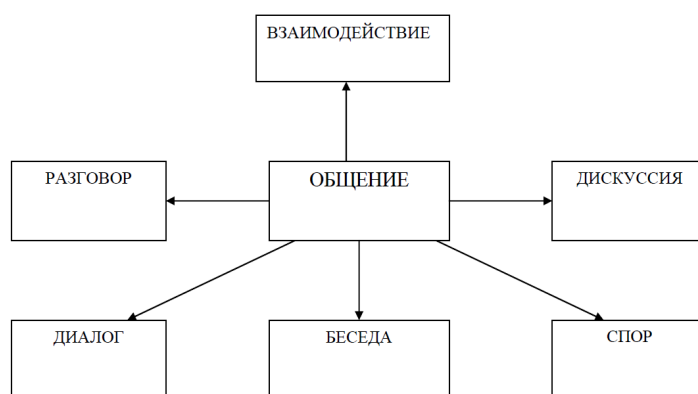 ВЗАИМОДЕЙСТВИЕ
РАЗГОВОР
ОБЩЕНИЕ
ДИСКУССИЯ
ДИАЛОГ
БЕСЕДА
СПОР